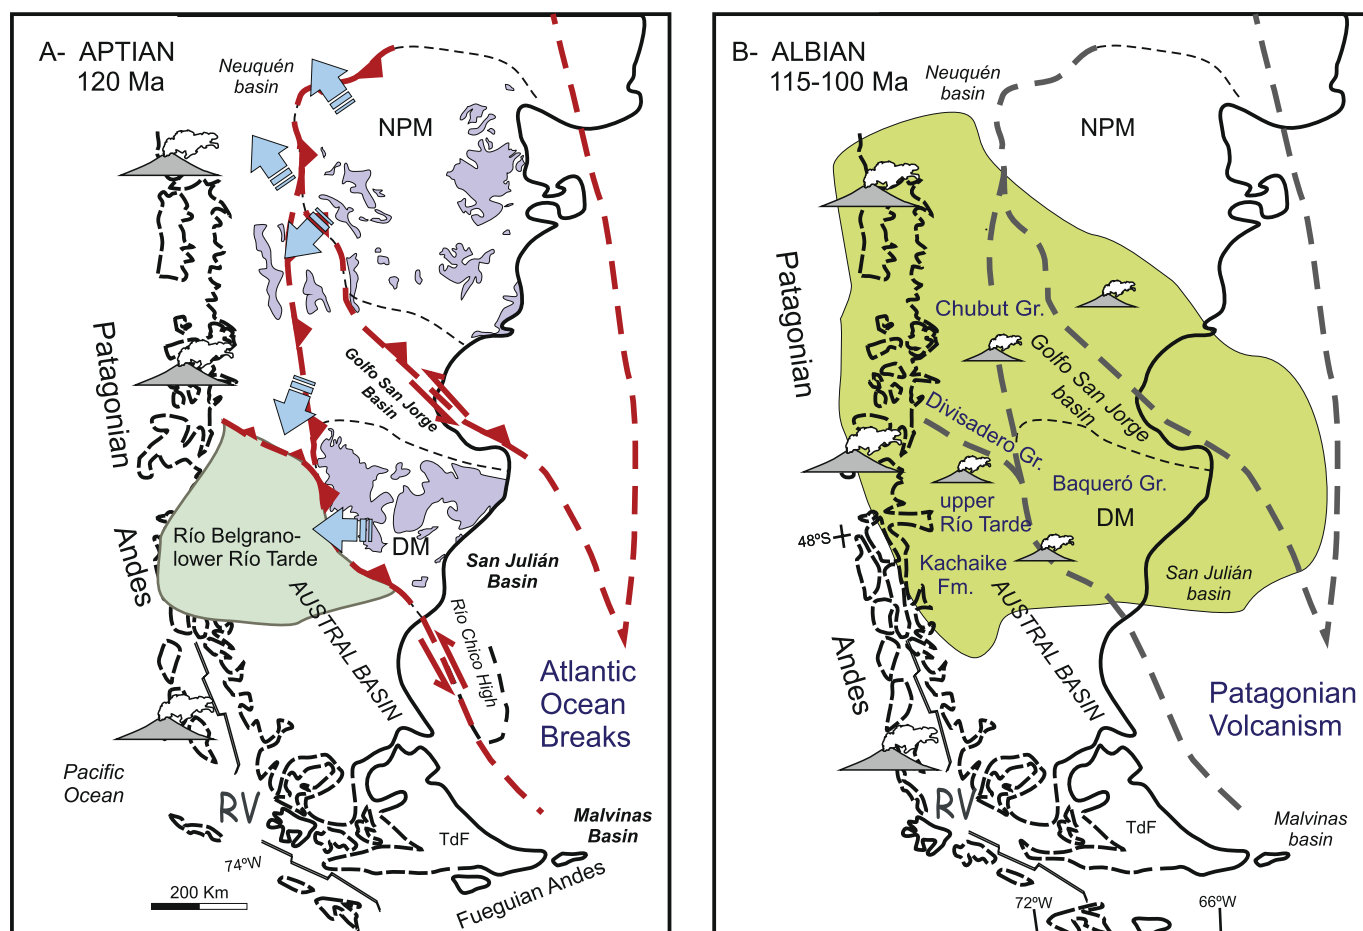 A- APTIAN
120 Ma
Neuquén
basin
NPM
Patagonian
Andes
Golfo San Jorge
Basin
Río Belgrano-
lower Río Tarde
DM
San Julián
Basin
AUSTRAL BASIN
Río Chico High
Atlantic
Ocean
Breaks
Pacific
Ocean
RV
Malvinas
Basin
TdF
74ºW
200 Km
Fueguian Andes
B- ALBIAN
115-100 Ma
Neuquén
basin
NPM
Patagonian
Chubut Gr.
Golfo San Jorge
basin
Divisadero Gr.
Baqueró Gr.
upper
Río Tarde
DM
48ºS
Kachaike
Fm.
San Julián
basin
AUSTRAL BASIN
Andes
Patagonian
Volcanism
RV
TdF
Malvinas
basin
72ºW
66ºW